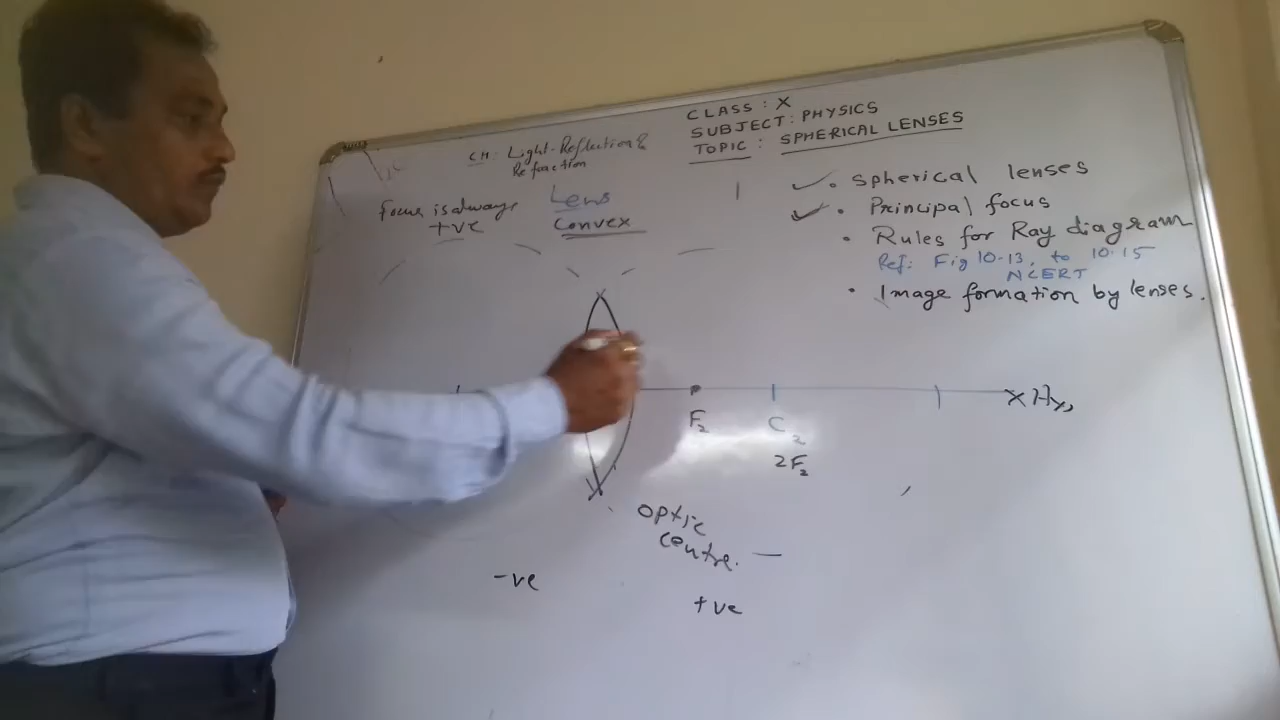 CLASS : X
SUBJECT: PHYSICS
TOPIC : SPHERICAL LENSES
CH: Light-Reflection &
Refraction
Lens
Convex
Focus is always
+ve
• Spherical lenses
• Principal focus
• Rules for Ray diagram
Ref: Fig 10.13, to 10.15
NCERT
• Image formation by lenses.
F2
C2
2F2
optic
centre.
-ve
+ve